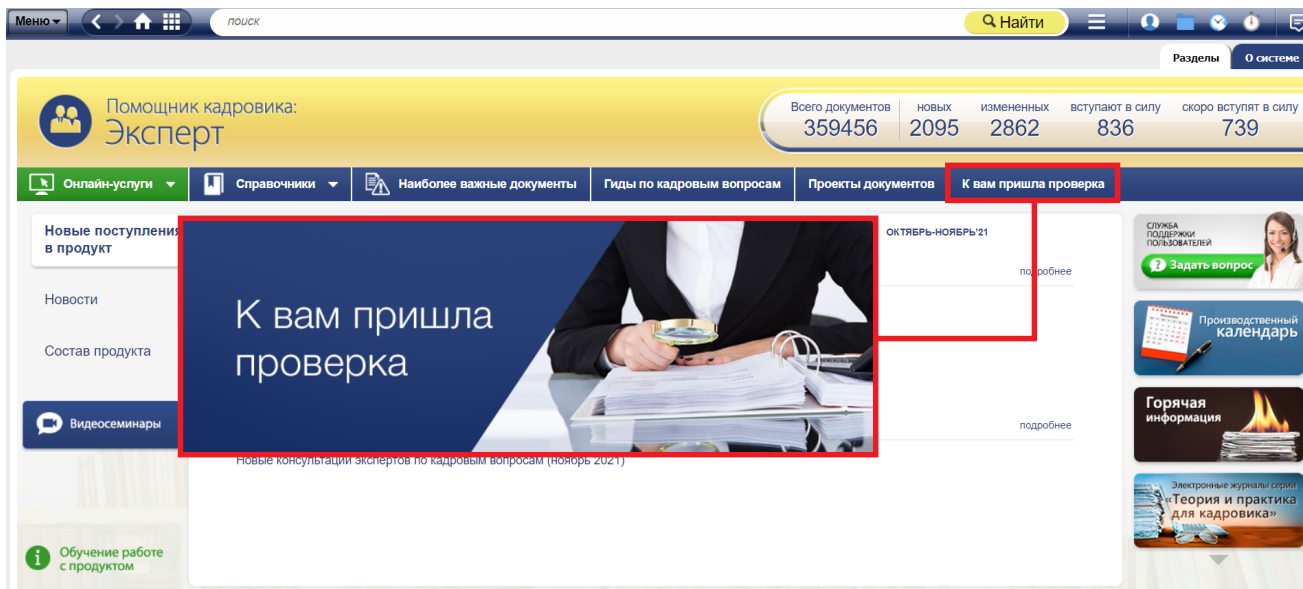 Меню
поиск
Найти
Разделы
О системе
Помощник кадровика:
Эксперт
Всего документов
359456
новых
2095
измененных
2862
вступают в силу
836
скоро вступят в силу
739
Онлайн-услуги
Справочники
Наиболее важные документы
Гиды по кадровым вопросам
Проекты документов
К вам пришла проверка
Новые поступления
в продукт
Новости
Состав продукта
Видеосеминары
Обучение работе
с продуктом
К вам пришла
проверка
ОКТЯБРЬ-НОЯБРЬ'21
подробнее
подробнее
Новые консультации экспертов по кадровым вопросам (ноябрь 2021)
СЛУЖБА
ПОДДЕРЖКИ
ПОЛЬЗОВАТЕЛЕЙ
Задать вопрос
Производственный
календарь
Горячая
информация
Электронные журналы серии
«Теория и практика
для кадровика»